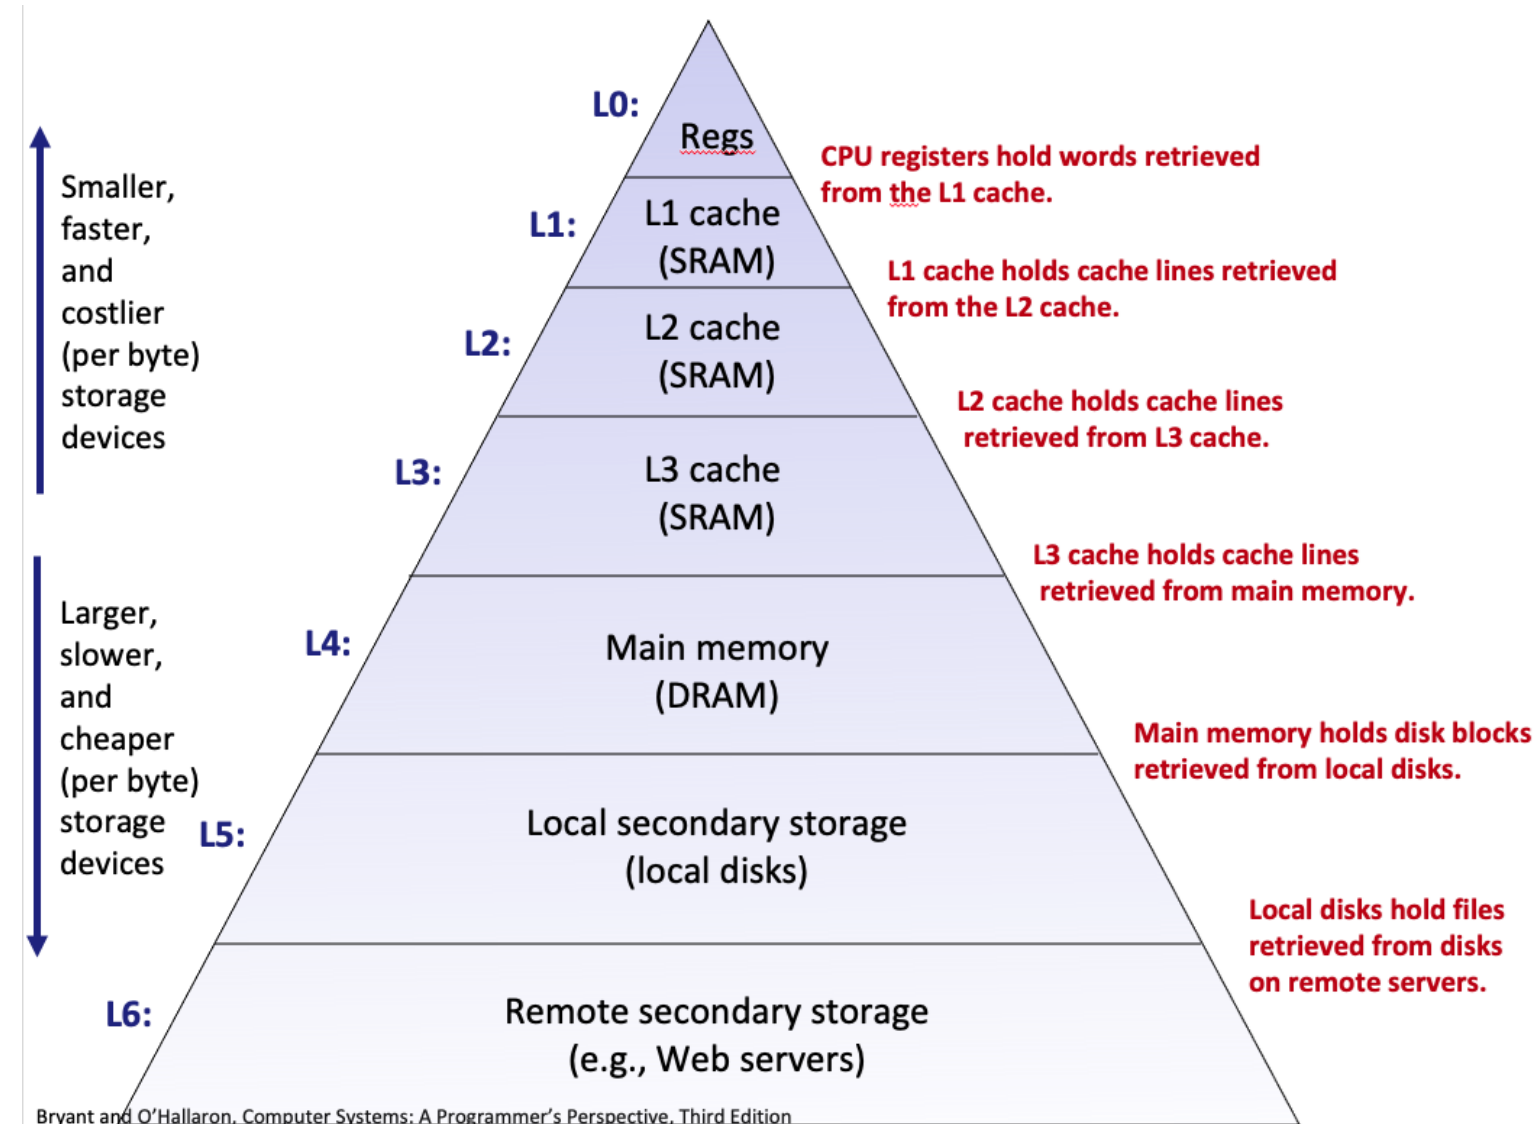 L0:
Regs
CPU registers hold words retrieved
from the L1 cache.
Smaller,
faster,
and
costlier
(per byte)
storage
devices
L1:
L1 cache
(SRAM)
L1 cache holds cache lines retrieved
from the L2 cache.
L2:
L2 cache
(SRAM)
L2 cache holds cache lines
retrieved from L3 cache.
L3:
L3 cache
(SRAM)
L3 cache holds cache lines
retrieved from main memory.
Larger,
slower,
and
cheaper
(per byte)
storage
devices
L4:
Main memory
(DRAM)
Main memory holds disk blocks
retrieved from local disks.
L5:
Local secondary storage
(local disks)
Local disks hold files
retrieved from disks
on remote servers.
L6:
Remote secondary storage
(e.g., Web servers)
Bryant and O'Hallaron, Computer Systems: A Programmer's Perspective, Third Edition